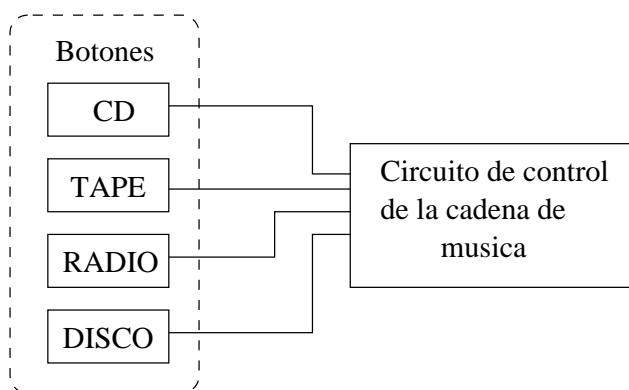 Botones
CD
TAPE
RADIO
DISCO
Circuito de control
de la cadena de
musica